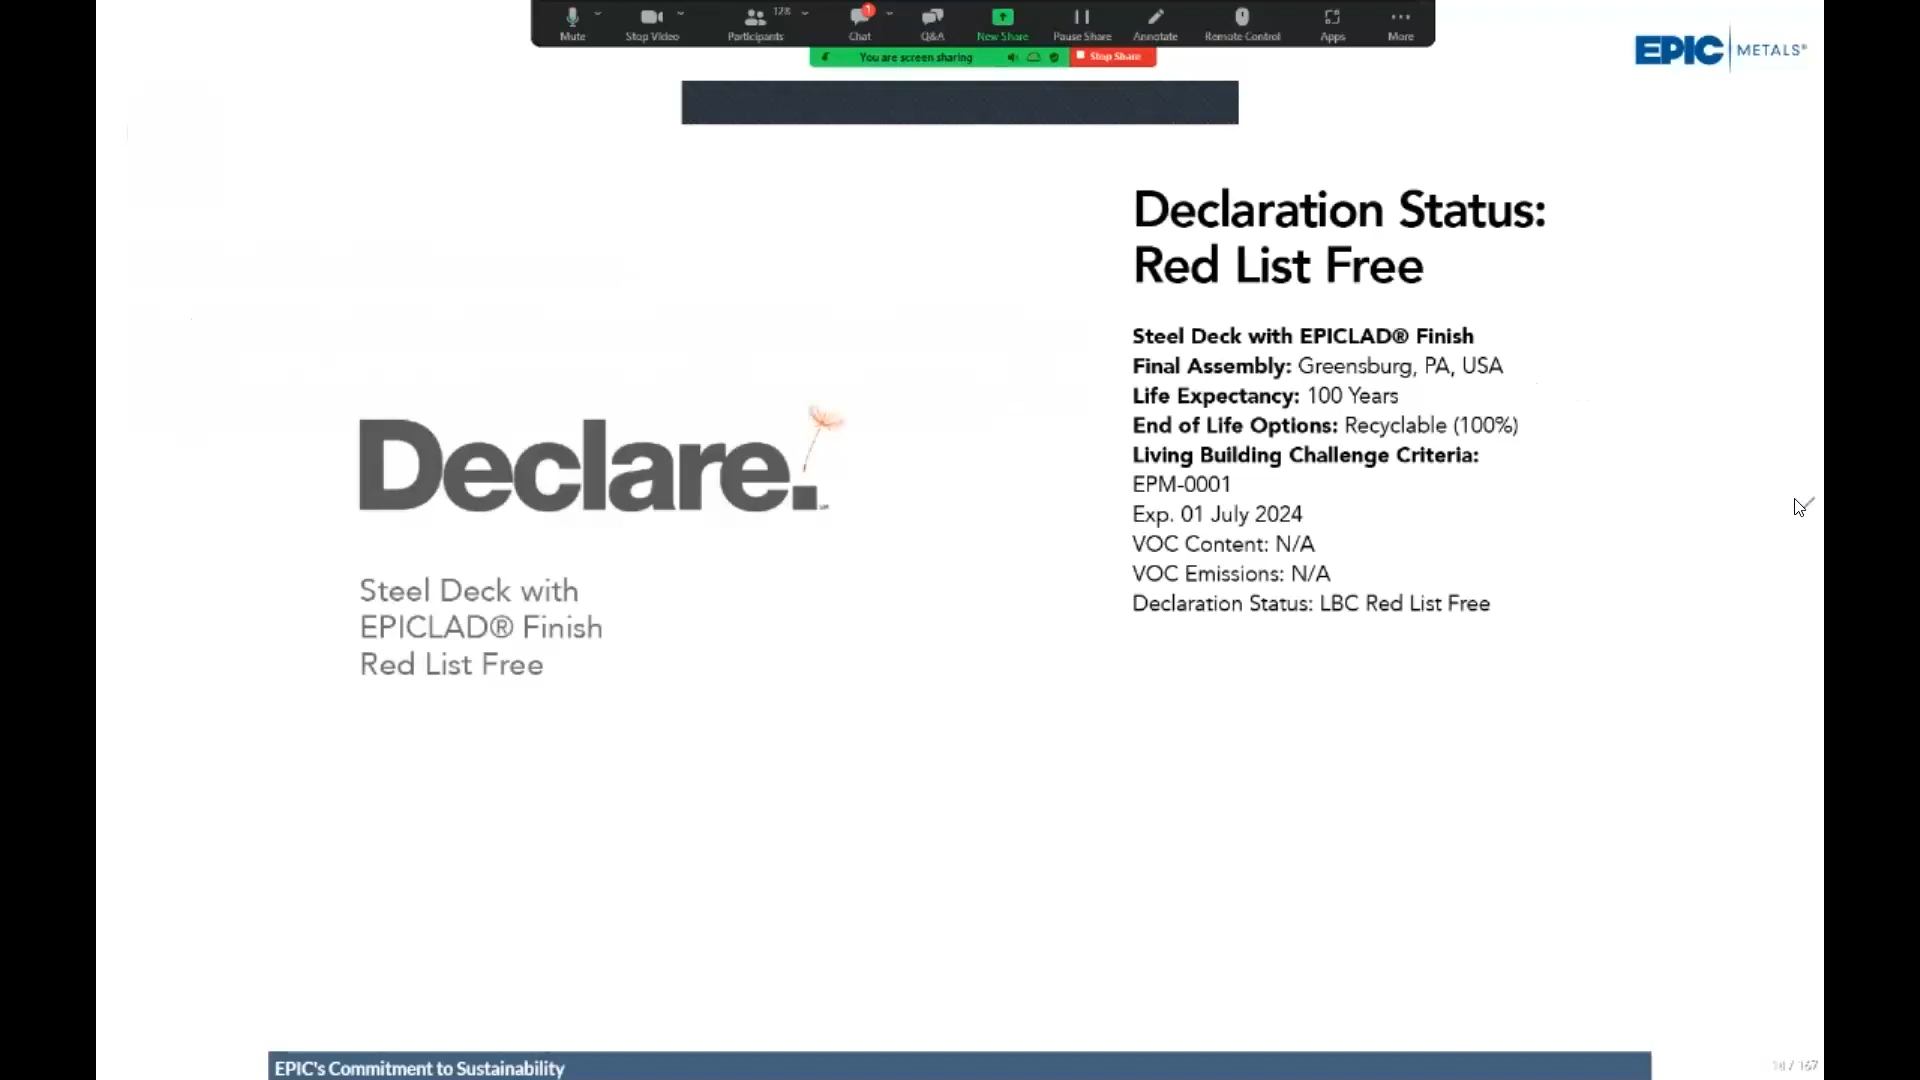 Mute
Stop Video
Participants
128
Chat
1
Q&A
New Share
Pause Share
Annotate
Remote Control
Apps
More
You are screen sharing
Stop Share
EPIC METALS®
Declaration Status:
Red List Free
Steel Deck with EPICLAD® Finish
Final Assembly: Greensburg, PA, USA
Life Expectancy: 100 Years
End of Life Options: Recyclable (100%)
Living Building Challenge Criteria:
EPM-0001
Exp. 01 July 2024
VOC Content: N/A
VOC Emissions: N/A
Declaration Status: LBC Red List Free
Declare.
Steel Deck with
EPICLAD® Finish
Red List Free
EPIC's Commitment to Sustainability
/ 167